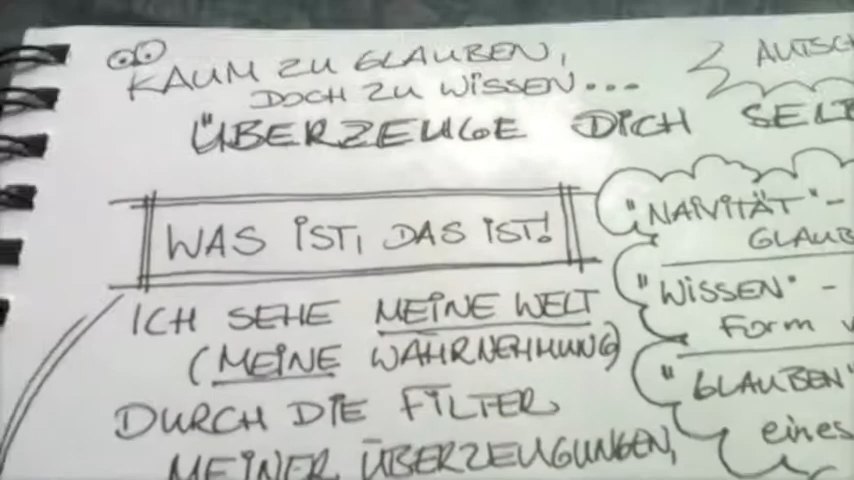 KAUM ZU GLAUBEN,
DOCH ZU WISSEN...
ÜBERZEUGE DICH
WAS IST, DAS IST!
ICH SEHE MEINE WELT
(MEINE WAHRNEHMUNG)
DURCH DIE FILTER
MEINER ÜBERZEUGUNGEN,
"NAIVITÄT" -
"WISSEN" -
Form
"GLAUBEN"
eines